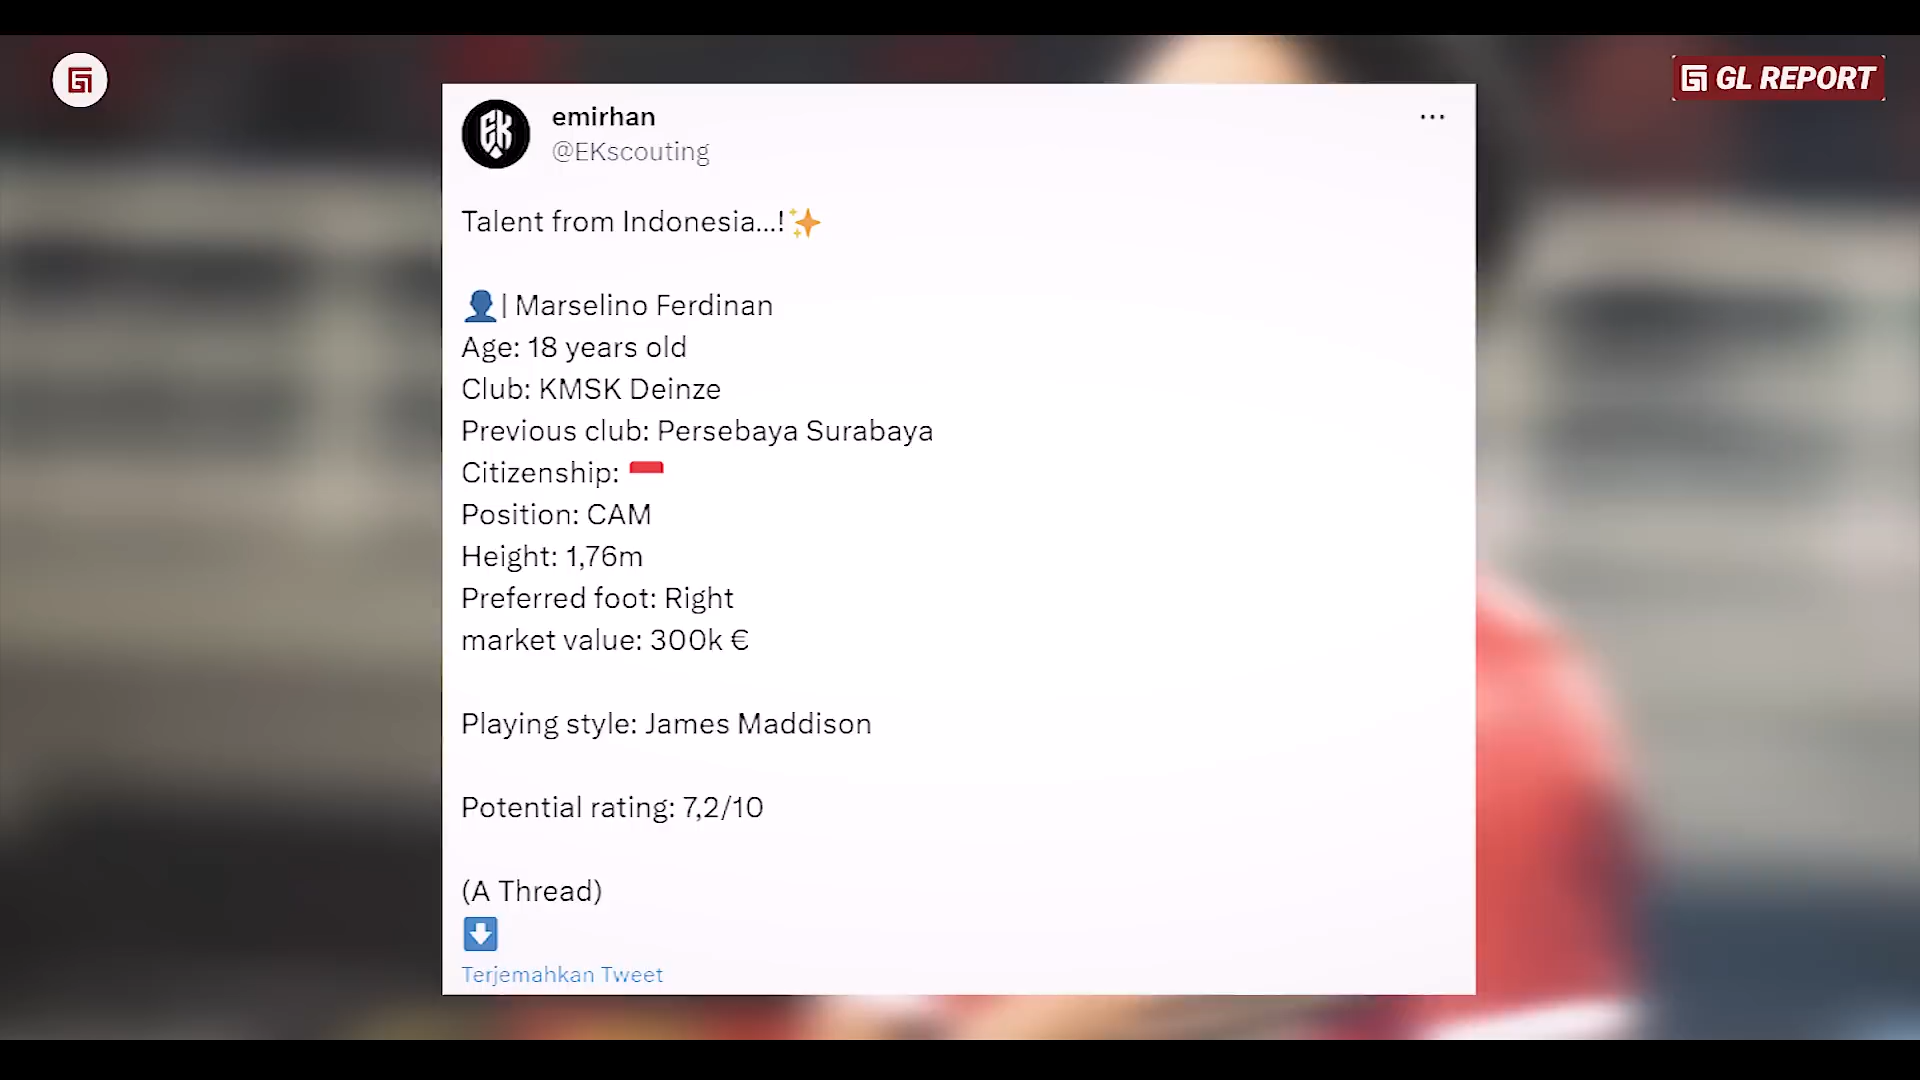 GL REPORT
EK
emirhan
@EKscouting
Talent from Indonesia...!✨
👤| Marselino Ferdinan
Age: 18 years old
Club: KMSK Deinze
Previous club: Persebaya Surabaya
Citizenship: 🇮🇩
Position: CAM
Height: 1,76m
Preferred foot: Right
market value: 300k €
Playing style: James Maddison
Potential rating: 7,2/10
(A Thread)
⬇️
Terjemahkan Tweet